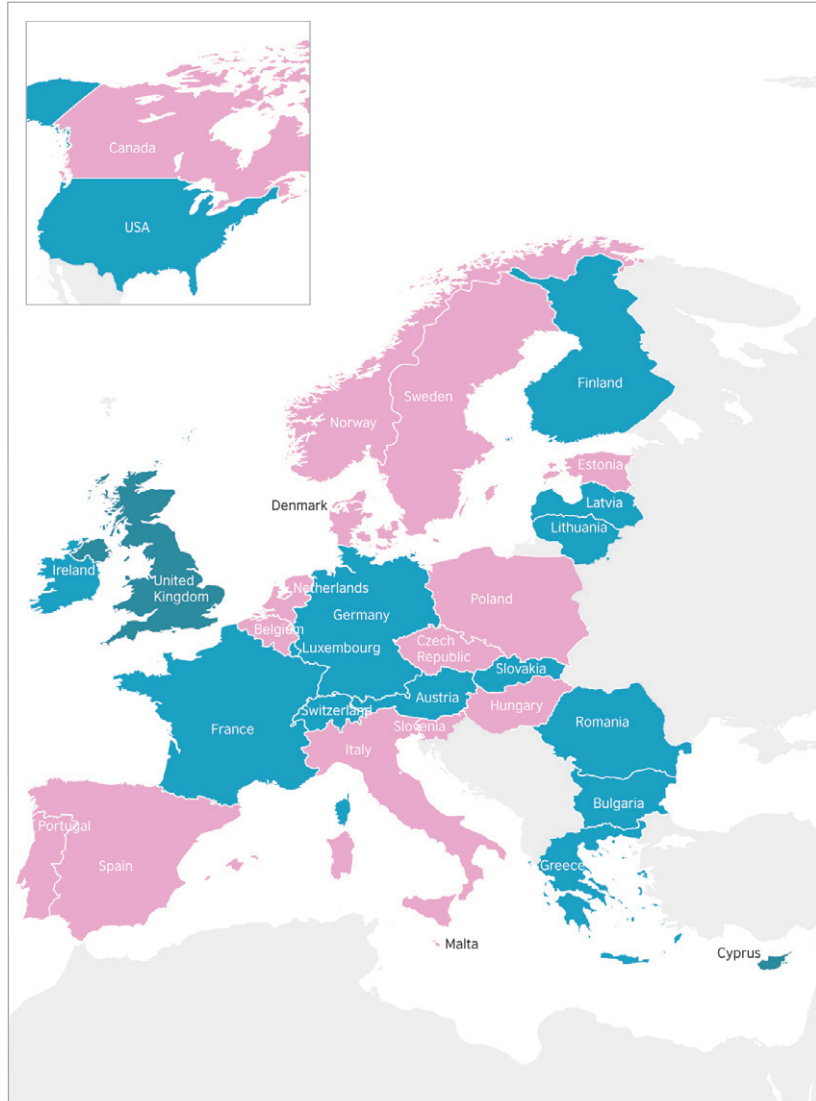 Canada
USA
Finland
Sweden
Norway
Estonia
Denmark
Latvia
Lithuania
Ireland
United
Kingdom
Netherlands
Poland
Germany
Belgium
Czech
Republic
Luxembourg
Slovakia
Austria
Switzerland
Hungary
Romania
Slovenia
France
Italy
Bulgaria
Portugal
Spain
Greece
Malta
Cyprus